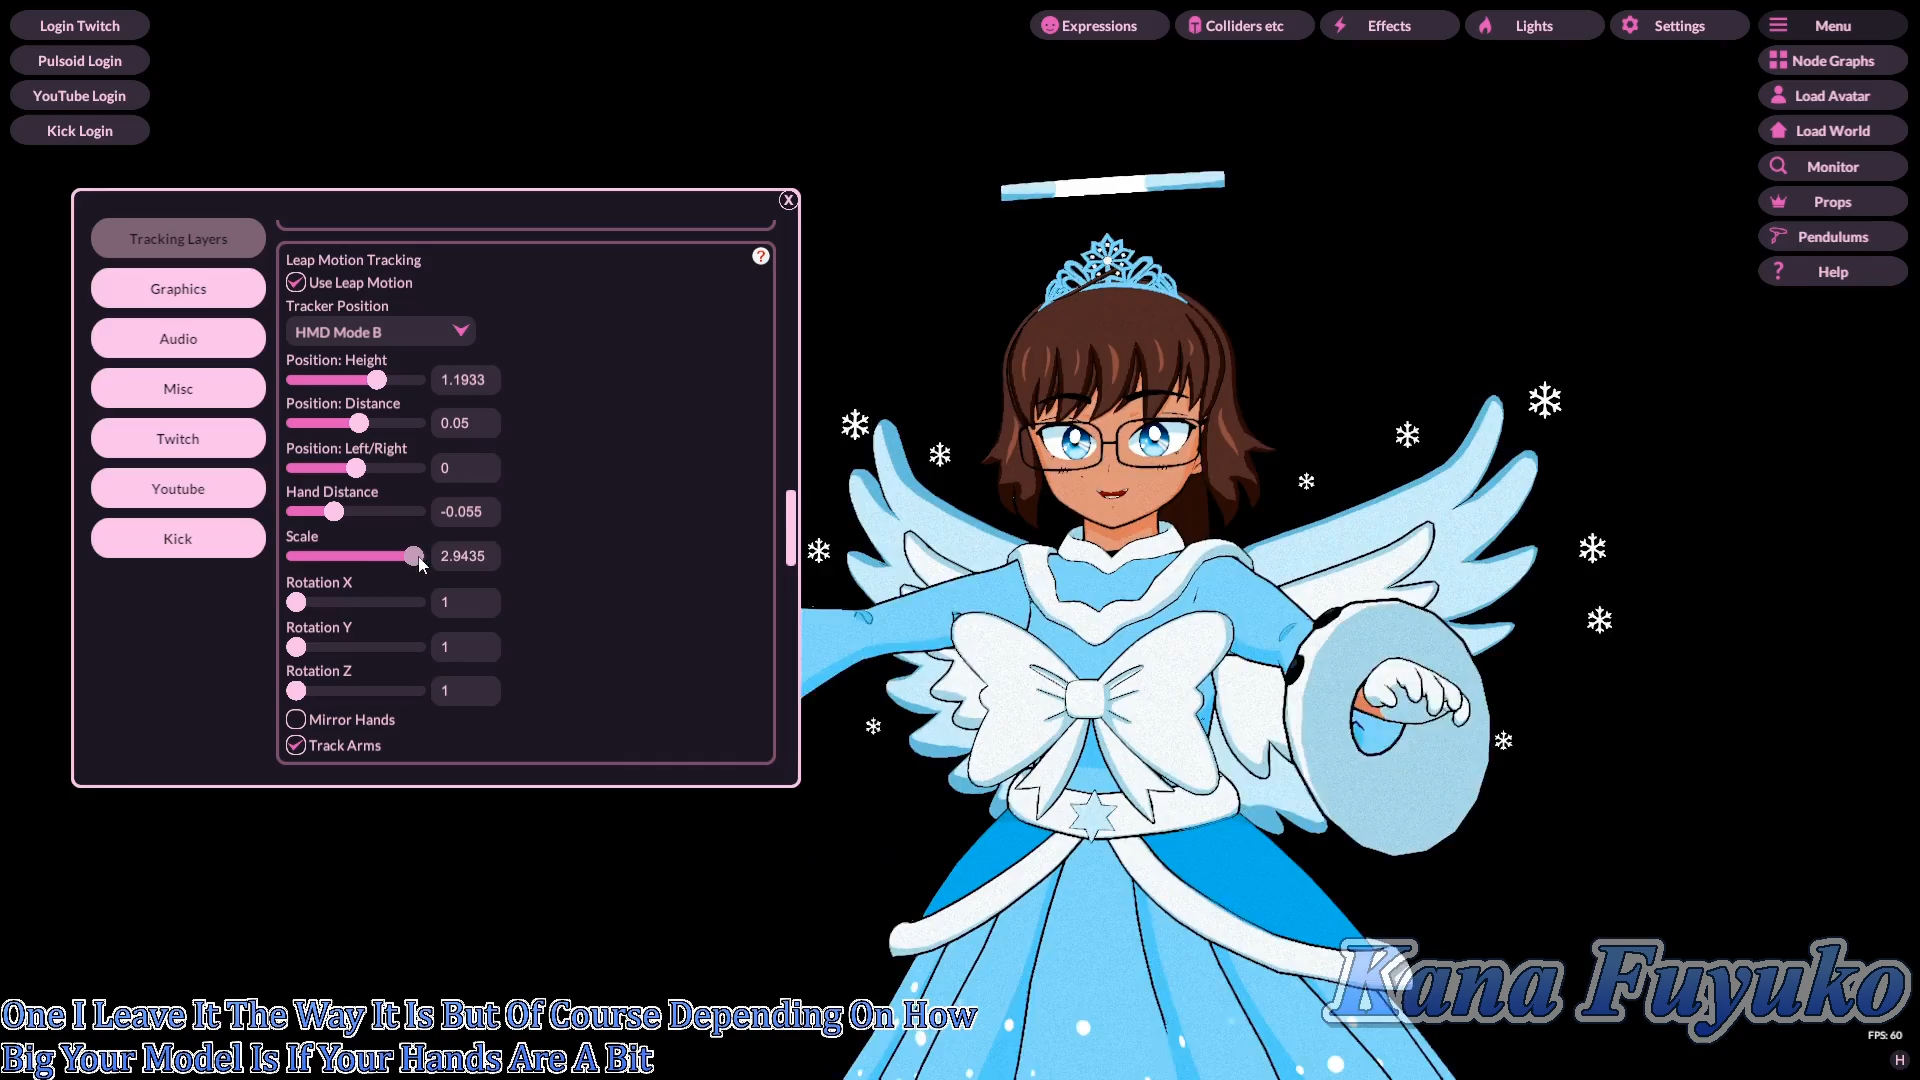 Login Twitch
Pulsoid Login
YouTube Login
Kick Login
Expressions
Colliders etc
Effects
Lights
Settings
Menu
Node Graphs
Load Avatar
Load World
Monitor
Props
Pendulums
Help
X
Tracking Layers
Graphics
Audio
Misc
Twitch
Youtube
Kick
Leap Motion Tracking
?
Use Leap Motion
Tracker Position
HMD Mode B
Position: Height
1.1933
Position: Distance
0.05
Position: Left/Right
0
Hand Distance
-0.055
Scale
2.9435
Rotation X
1
Rotation Y
1
Rotation Z
1
Mirror Hands
Track Arms
Kana Fuyuko
One I Leave It The Way It Is But Of Course Depending On How
Big Your Model Is If Your Hands Are A Bit
FPS: 60
H